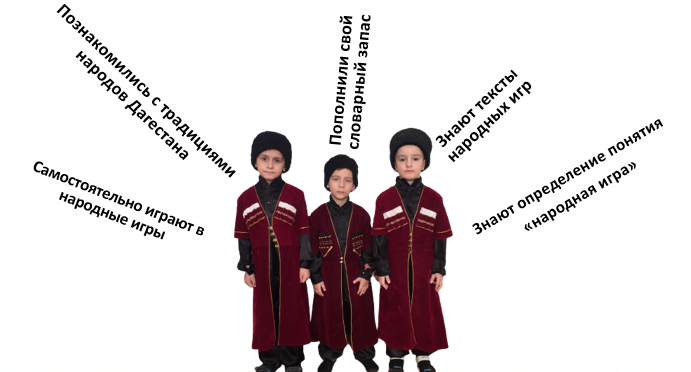 Самостоятельно играют в
народные игры
Познакомились с традициями
народов Дагестана
Пополнили свой
словарный запас
Знают тексты
народных игр
Знают определение понятия
«народная игра»